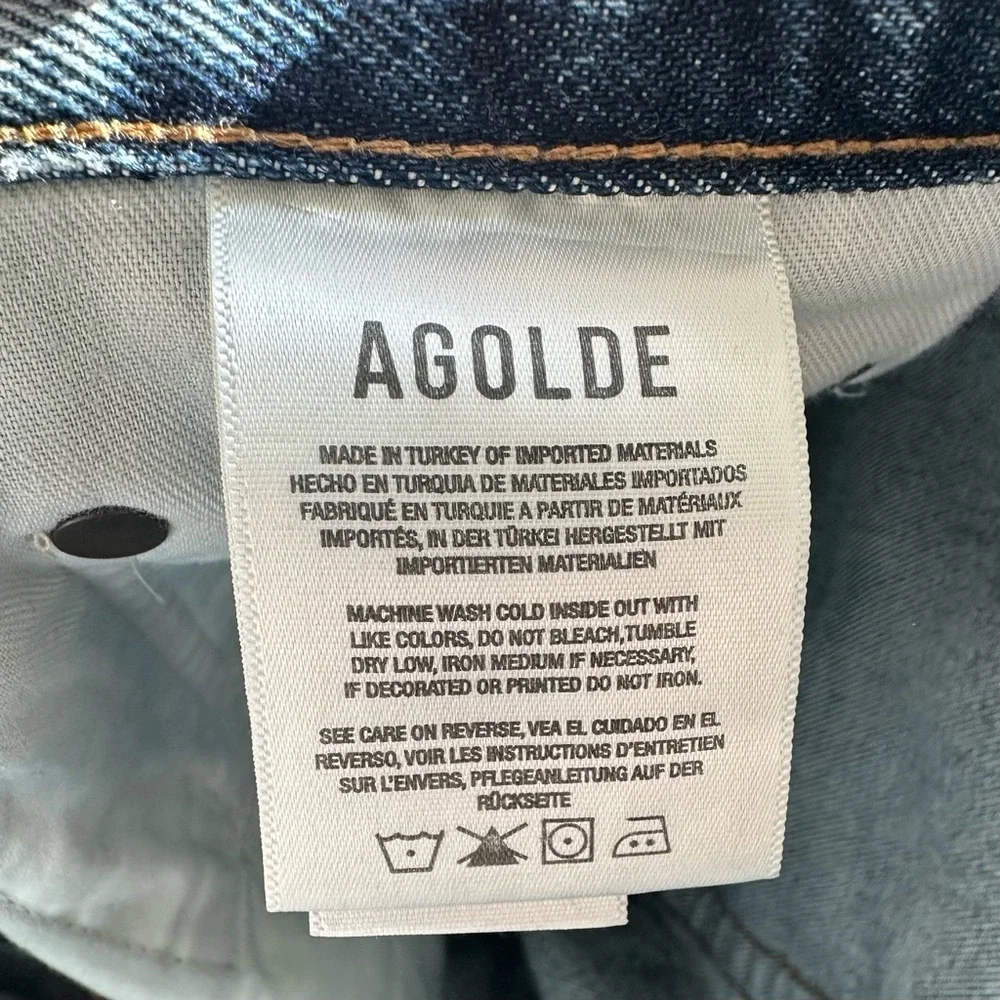 AGOLDE
MADE IN TURKEY OF IMPORTED MATERIALS
HECHO EN TURQUIA DE MATERIALES IMPORTADOS
FABRIQUÉ EN TURQUIE A PARTIR DE MATÉRIAUX
IMPORTÉS, IN DER TÜRKEI HERGESTELLT MIT
IMPORTIERTEN MATERIALIEN
MACHINE WASH COLD INSIDE OUT WITH
LIKE COLORS, DO NOT BLEACH, TUMBLE
DRY LOW, IRON MEDIUM IF NECESSARY,
IF DECORATED OR PRINTED DO NOT IRON.
SEE CARE ON REVERSE, VEA EL CUIDADO EN EL
REVERSO, VOIR LES INSTRUCTIONS D'ENTRETIEN
SUR L'ENVERS, PFLEGEANLEITUNG AUF DER
RÜCKSEITE